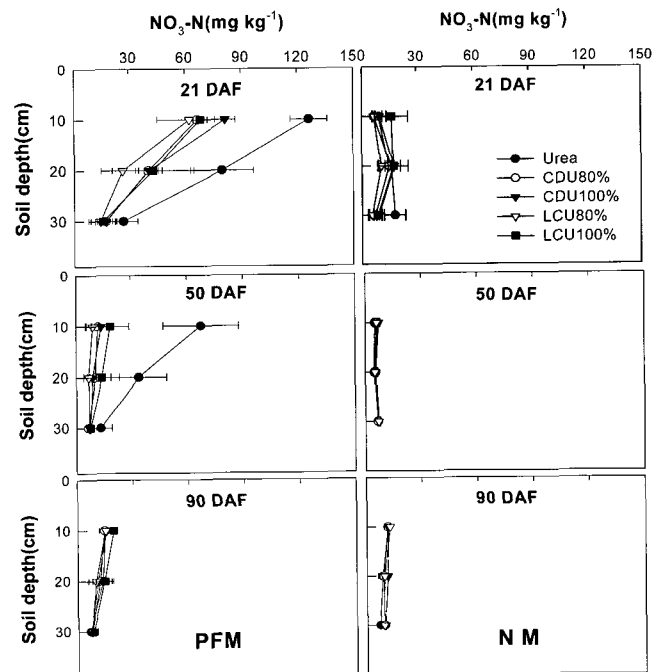 NO3-N(mg kg-1) NO3-N(mg kg-1)
30 60 90 120 150 30 60 90 120 150
0
21 DAF 21 DAF
10
Soil depth(cm)
20
30
Urea
CDU80%
CDU100%
LCU80%
LCU100%
0
50 DAF 50 DAF
10
Soil depth(cm)
20
30
0
90 DAF 90 DAF
10
Soil depth(cm)
20
30
PFM N M